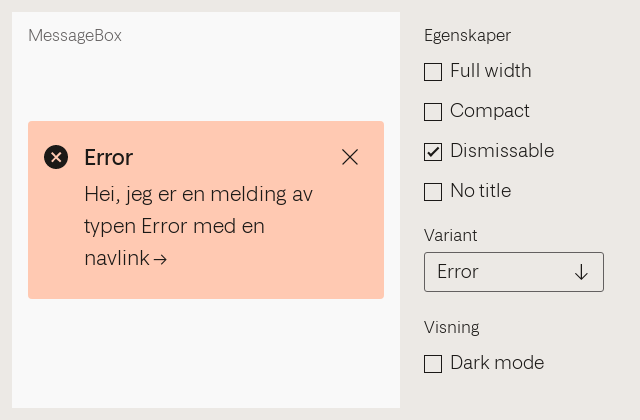 MessageBox
Error
Hei, jeg er en melding av
typen Error med en
navlink→
Egenskaper
Full width
Compact
Dismissable
No title
Variant
Error
Visning
Dark mode